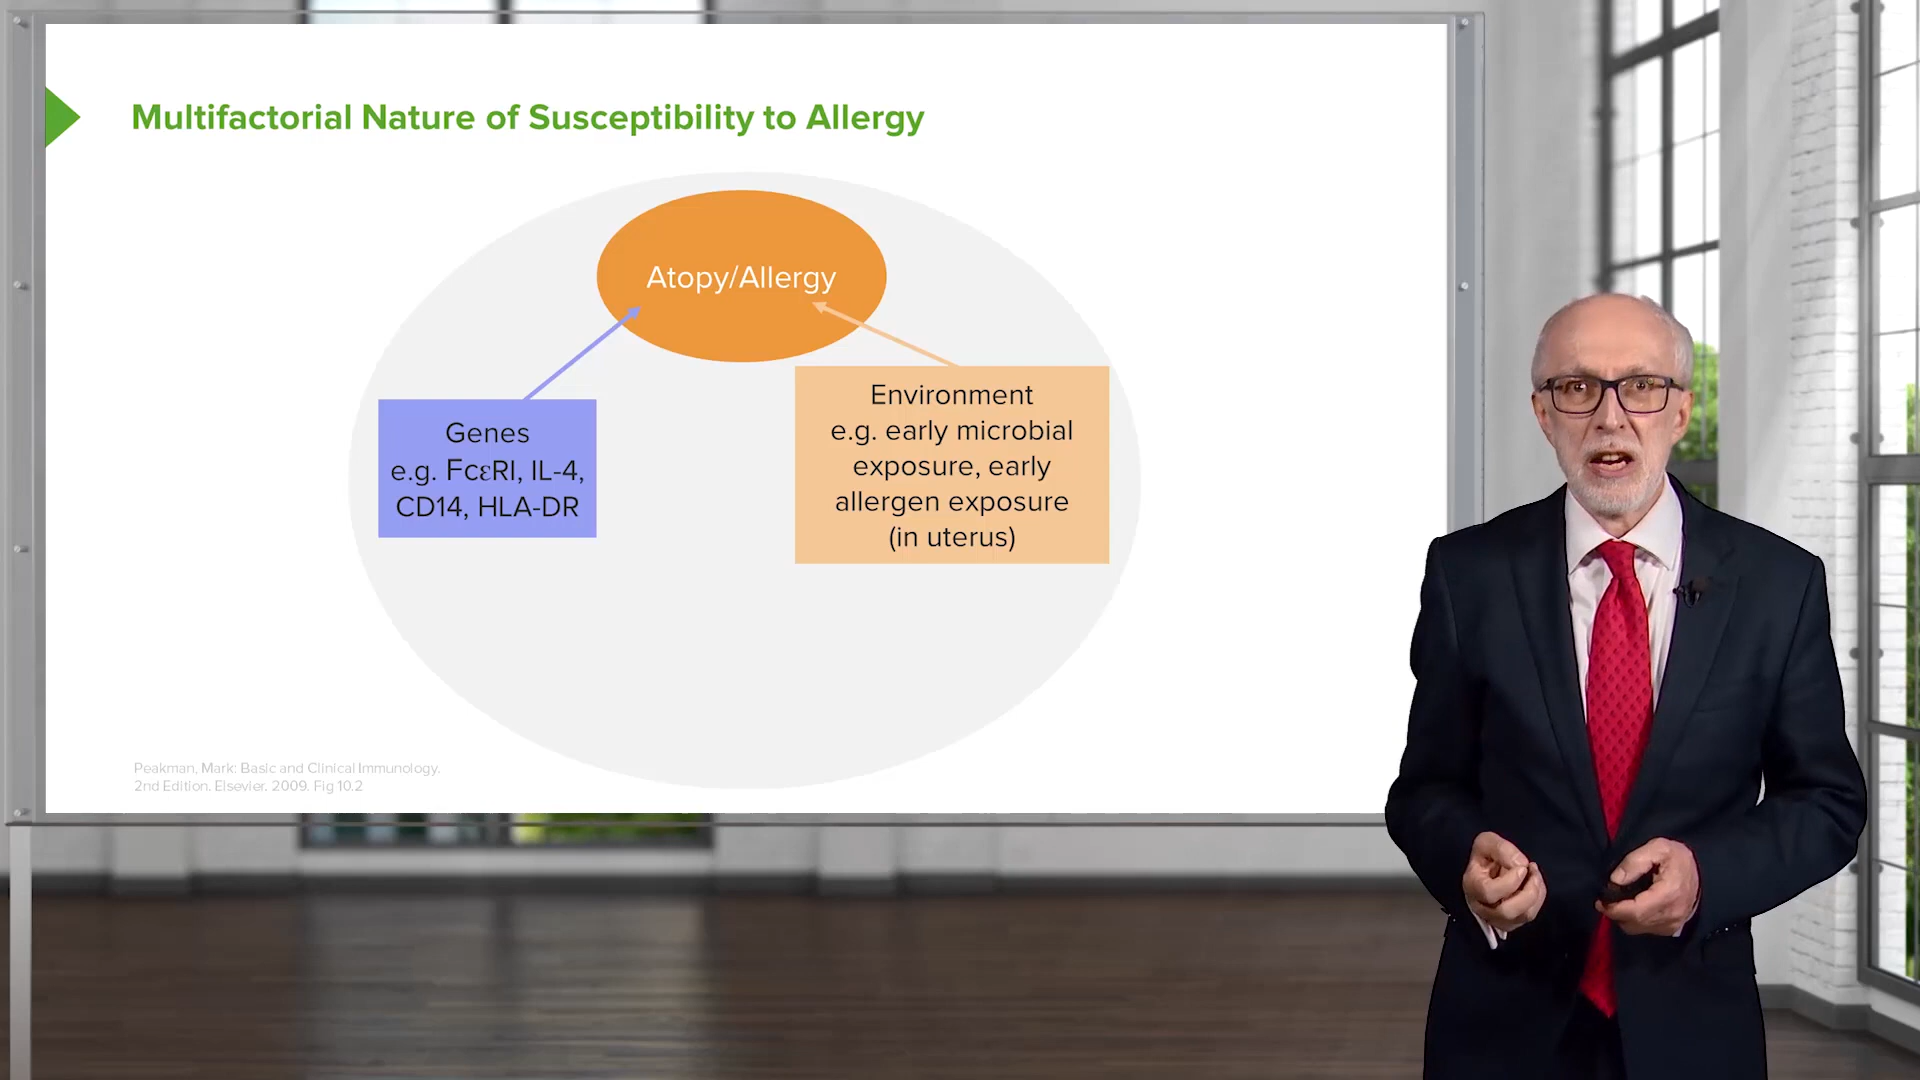 Multifactorial Nature of Susceptibility to Allergy
Atopy/Allergy
Genes
e.g. FcεRI, IL-4,
CD14, HLA-DR
Environment
e.g. early microbial
exposure, early
allergen exposure
(in uterus)
Peakman, Mark: Basic and Clinical Immunology.
2nd Edition. Elsevier. 2009. Fig 10.2